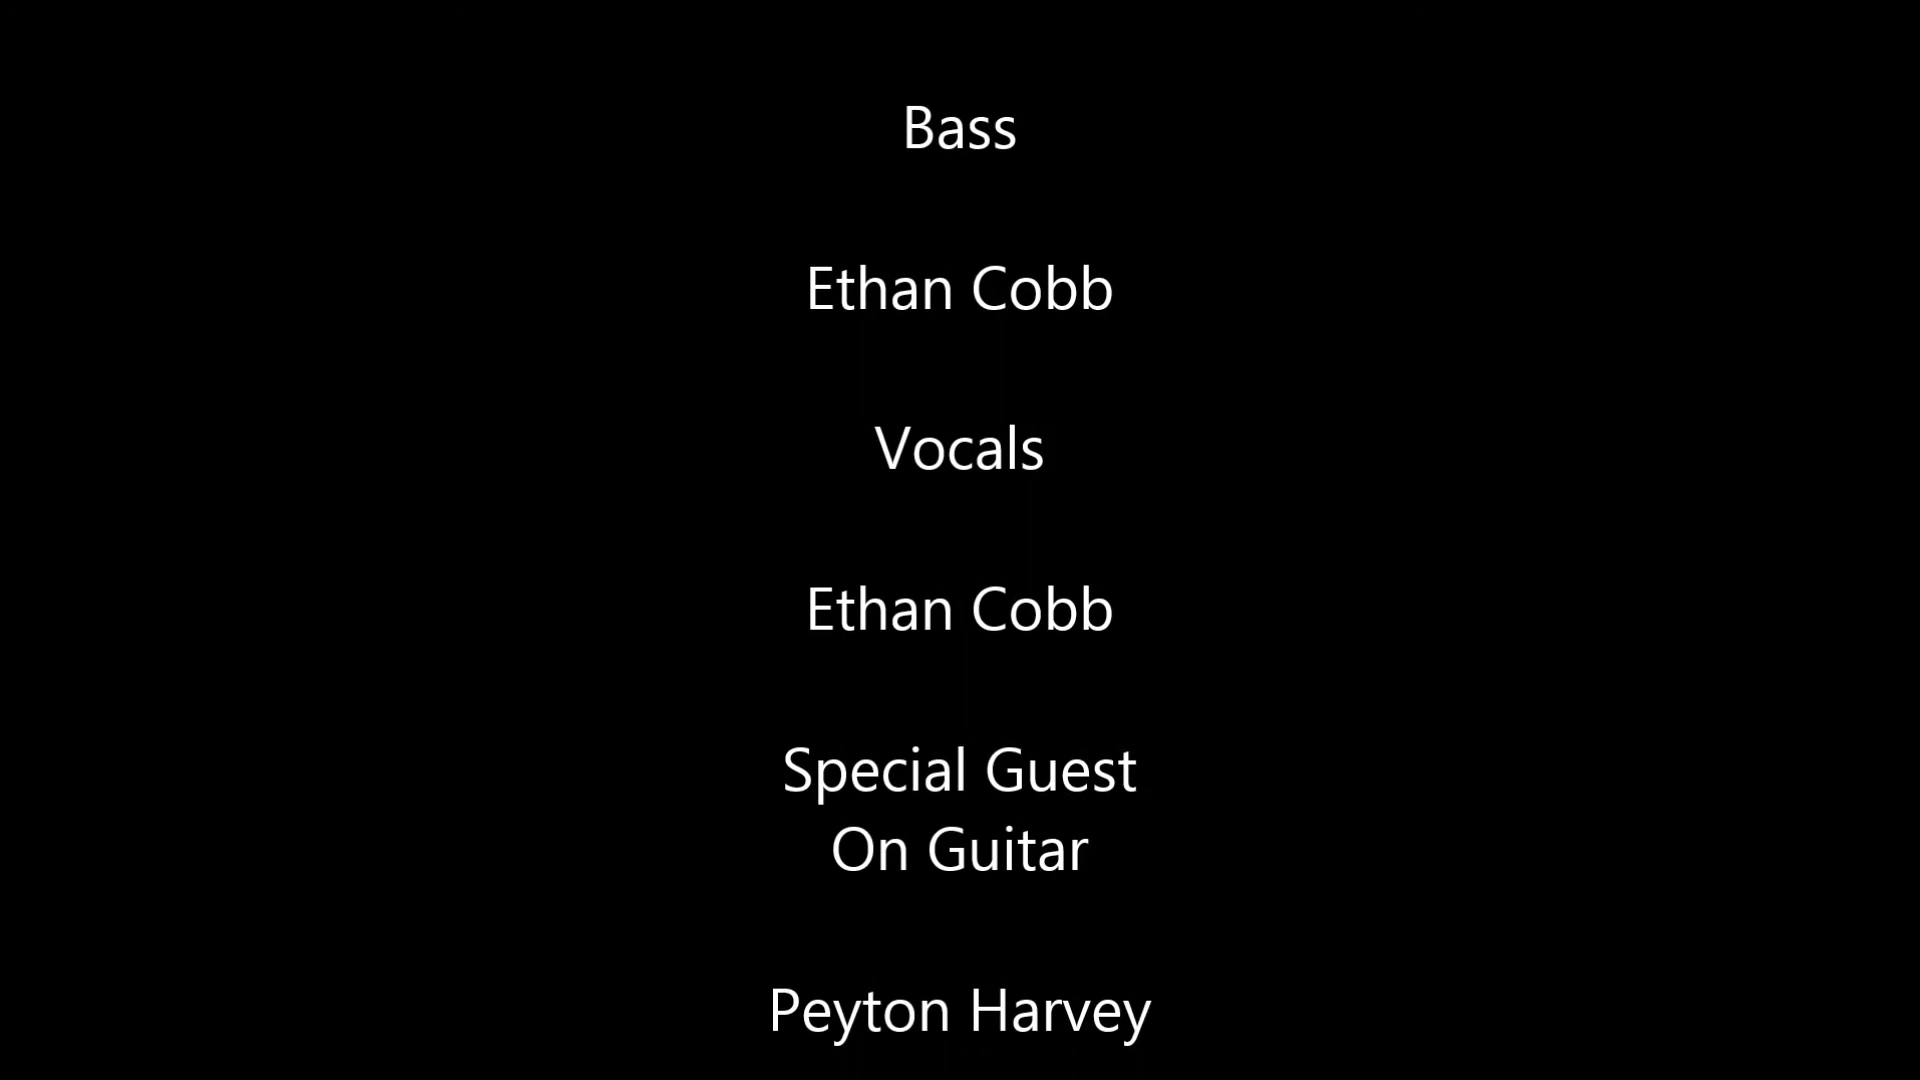 Bass
Ethan Cobb
Vocals
Ethan Cobb
Special Guest
On Guitar
Peyton Harvey